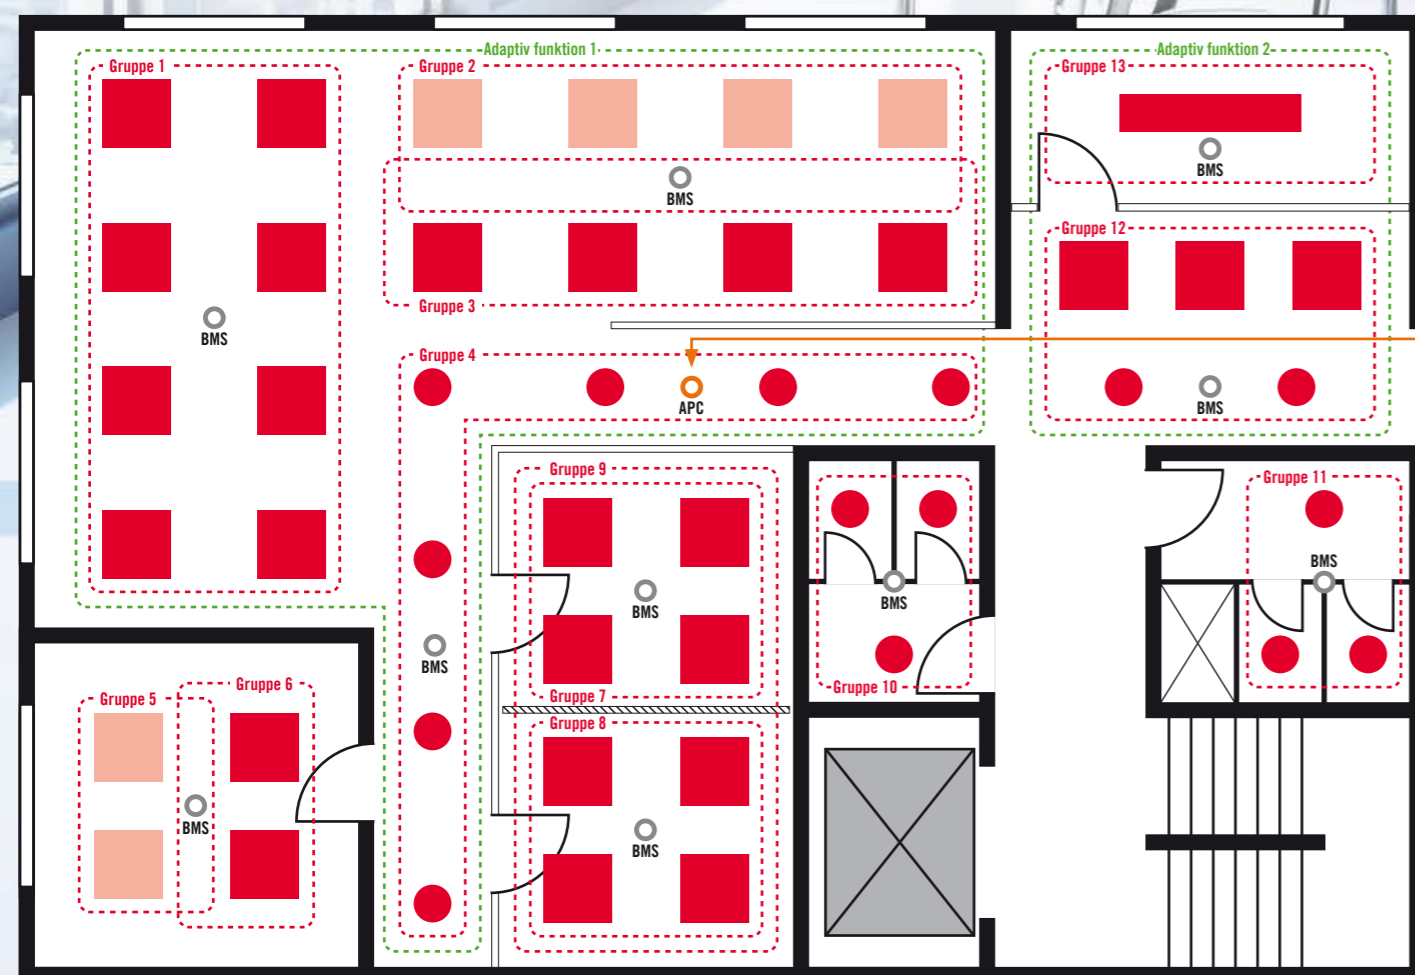 Adaptiv funktion 1
Adaptiv funktion 2
Gruppe 1
Gruppe 2
Gruppe 13
BMS
BMS
Gruppe 12
Gruppe 3
BMS
Gruppe 4
APC
BMS
Gruppe 9
Gruppe 11
BMS
BMS
BMS
BMS
Gruppe 6
Gruppe 10
Gruppe 5
Gruppe 7
Gruppe 8
BMS
BMS